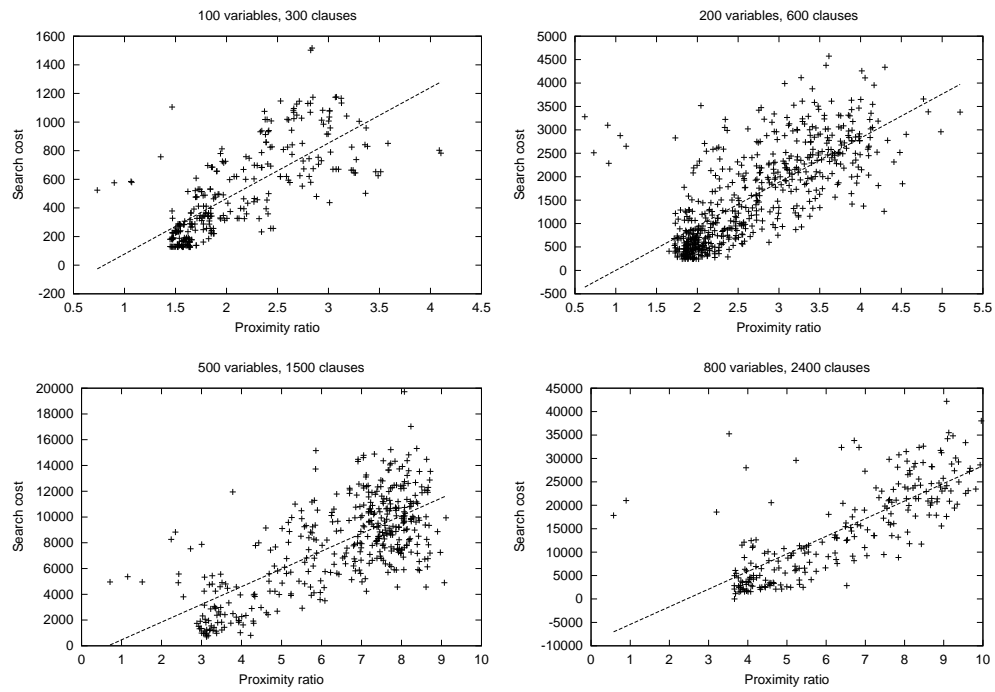 100 variables, 300 clauses
1600
1400
1200
1000
800
600
400
200
0
-200
Search cost
0.5 1 1.5 2 2.5 3 3.5 4 4.5
Proximity ratio
200 variables, 600 clauses
5000
4500
4000
3500
3000
2500
2000
1500
1000
500
0
-500
Search cost
0.5 1 1.5 2 2.5 3 3.5 4 4.5 5 5.5
Proximity ratio
500 variables, 1500 clauses
20000
18000
16000
14000
12000
10000
8000
6000
4000
2000
0
Search cost
0 1 2 3 4 5 6 7 8 9 10
Proximity ratio
800 variables, 2400 clauses
45000
40000
35000
30000
25000
20000
15000
10000
5000
0
-5000
-10000
Search cost
0 1 2 3 4 5 6 7 8 9 10
Proximity ratio